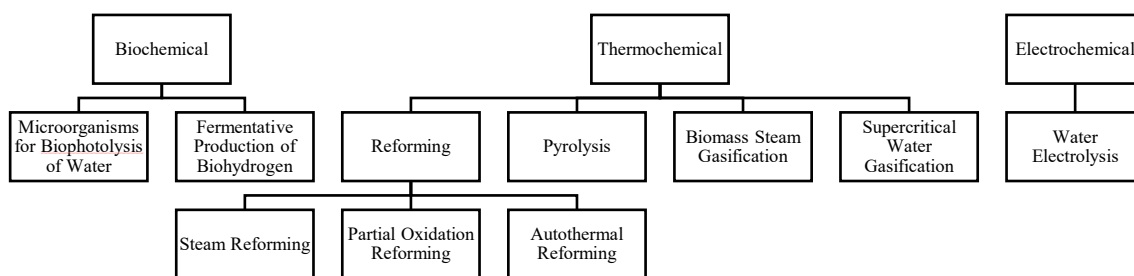 Biochemical
Thermochemical
Electrochemical
Microorganisms
for Biophotolysis
of Water
Fermentative
Production of
Biohydrogen
Reforming
Pyrolysis
Biomass Steam
Gasification
Supercritical
Water
Gasification
Water
Electrolysis
Steam Reforming
Partial Oxidation
Reforming
Autothermal
Reforming